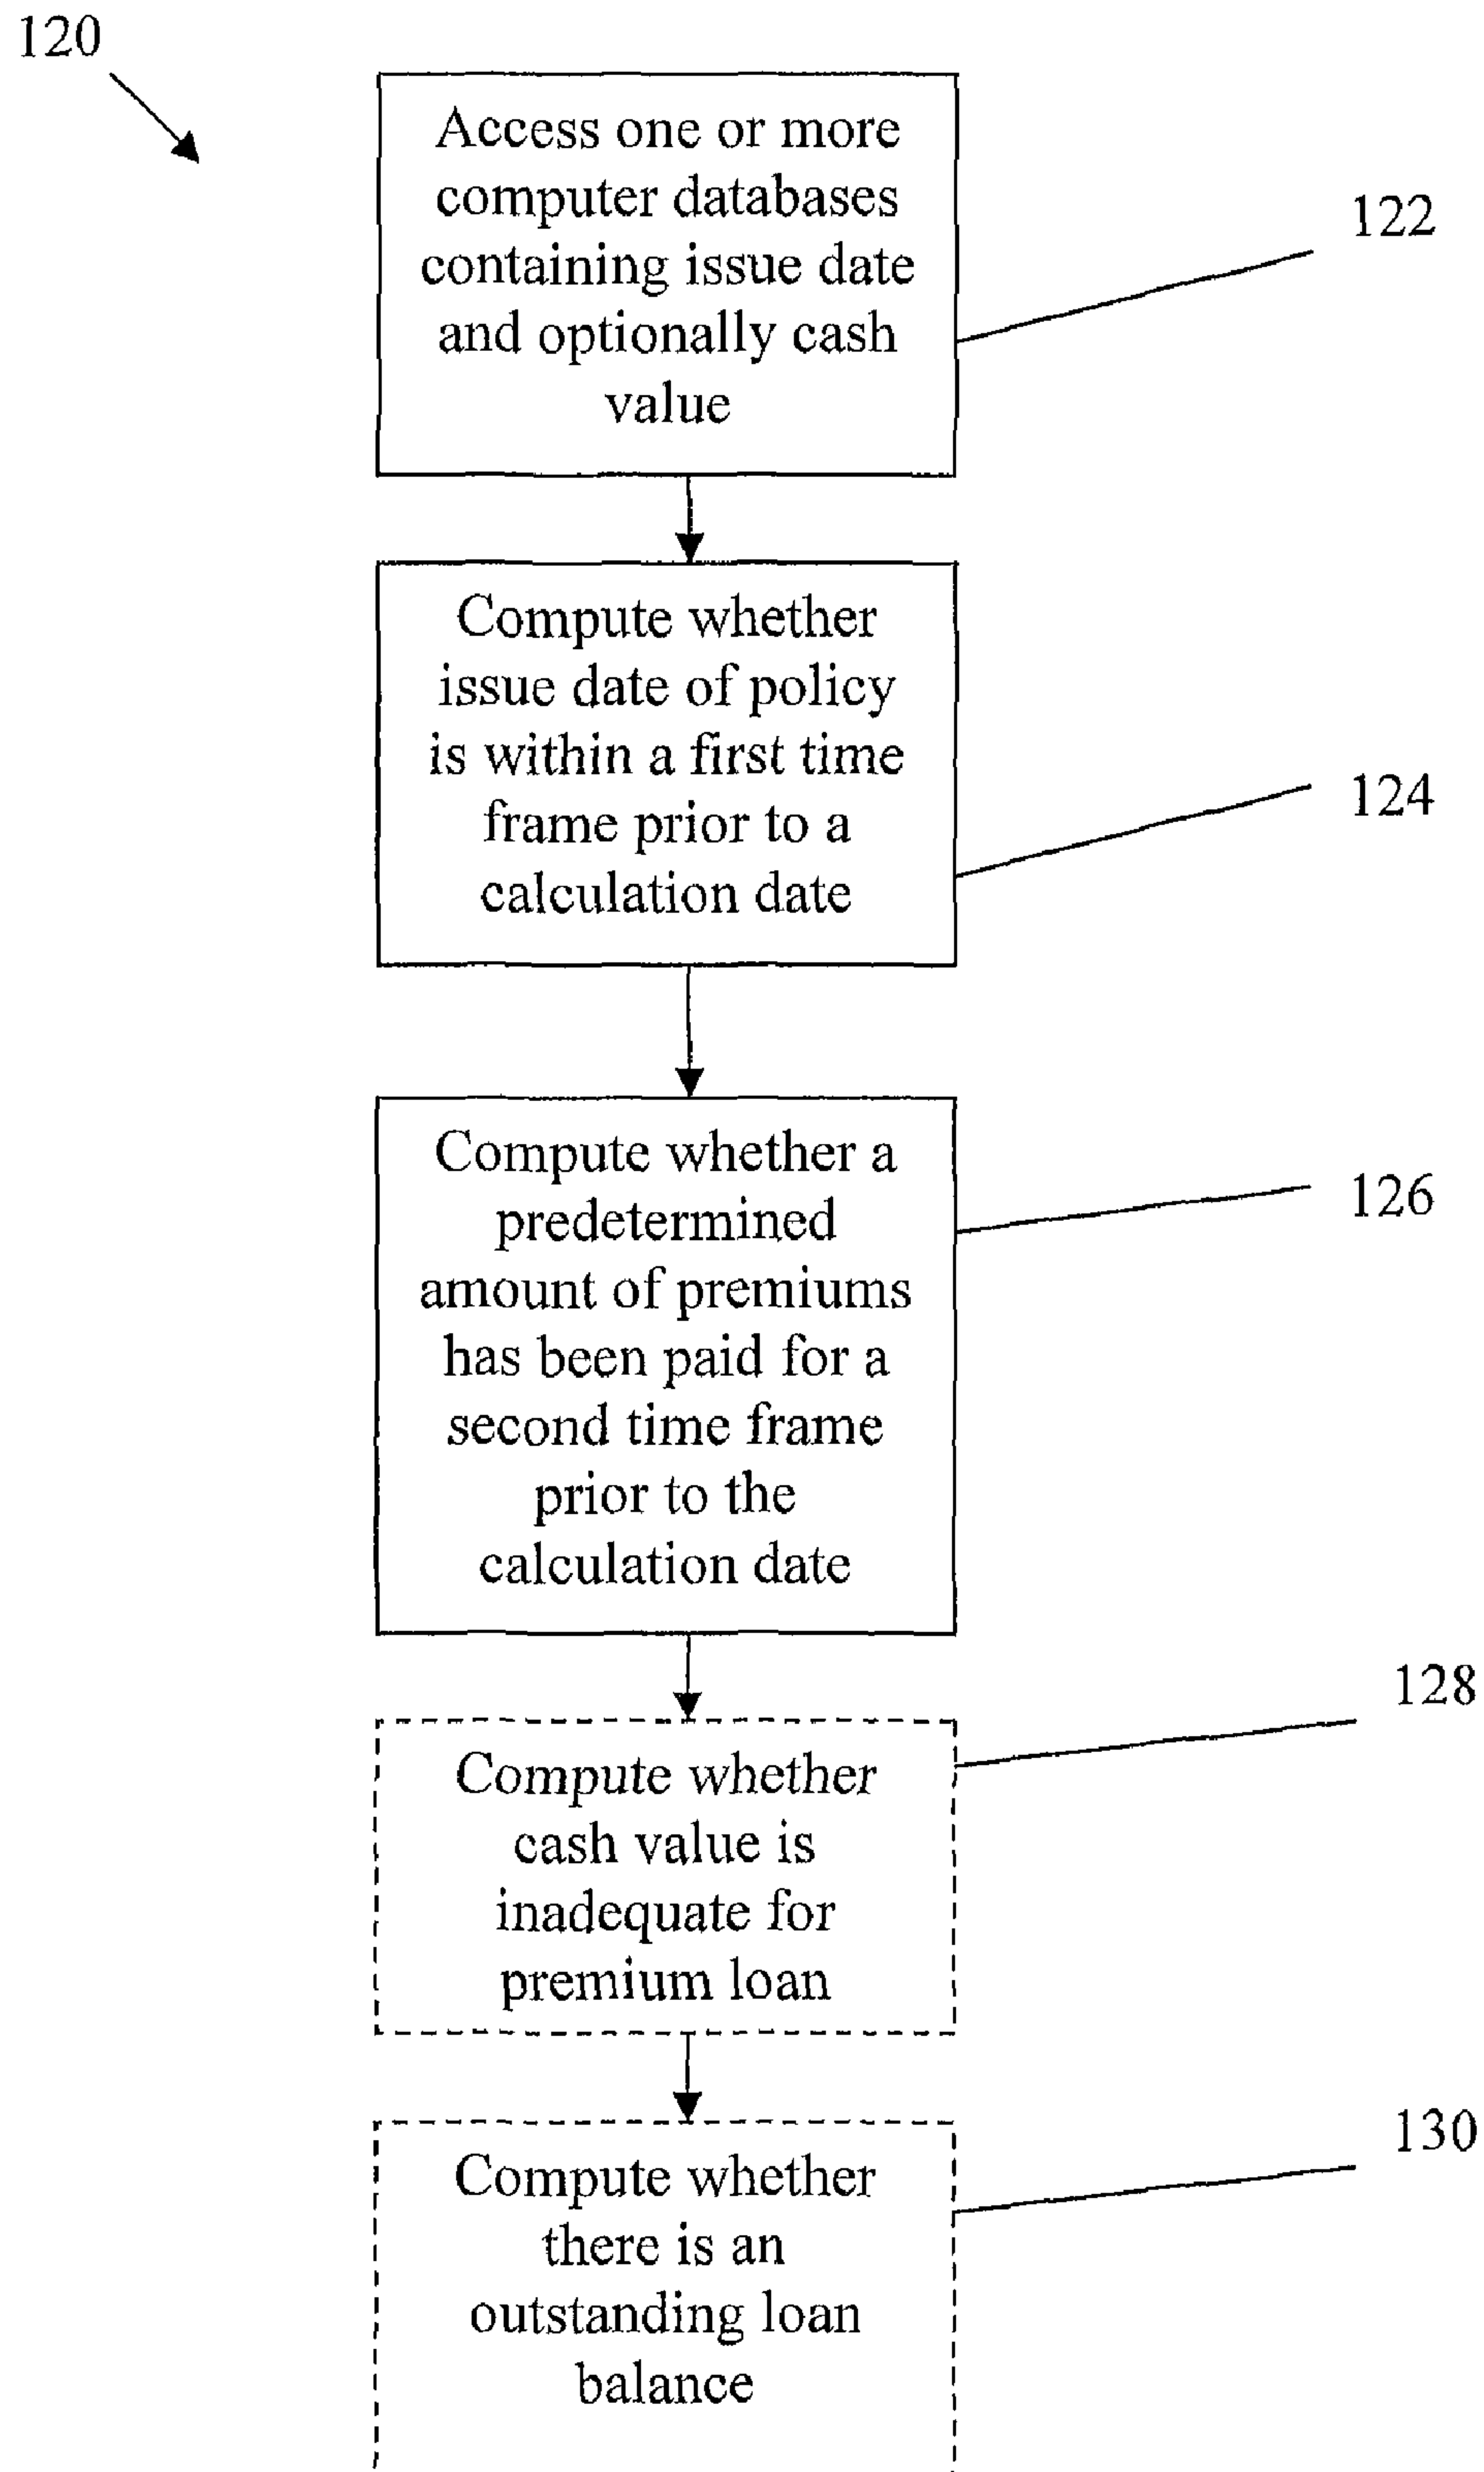 120
Access one or more
computer databases
containing issue date
and optionally cash
value
122
Compute whether
issue date of policy
is within a first time
frame prior to a
calculation date
124
Compute whether a
predetermined
amount of premiums
has been paid for a
second time frame
prior to the
calculation date
126
Compute whether
cash value is
inadequate for
premium loan
128
Compute whether
there is an
outstanding loan
balance
130